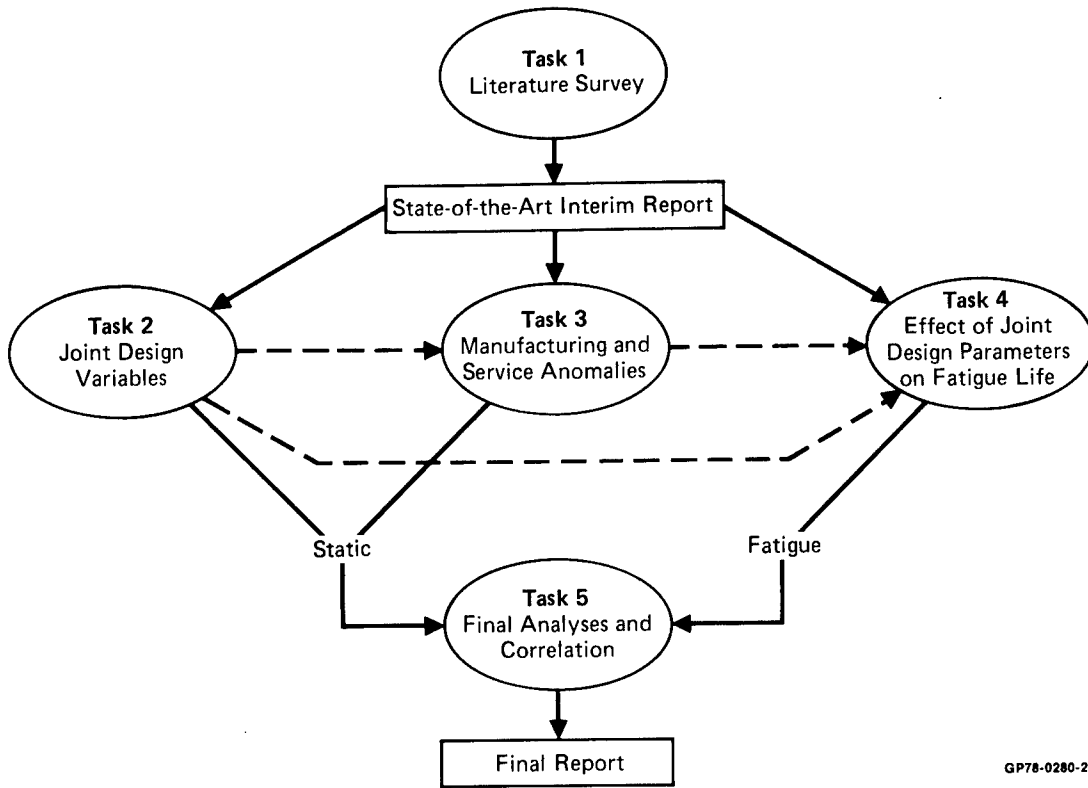 Task 1
Literature Survey
State-of-the-Art Interim Report
Task 2
Joint Design
Variables
Task 3
Manufacturing and
Service Anomalies
Task 4
Effect of Joint
Design Parameters
on Fatigue Life
Static
Fatigue
Task 5
Final Analyses and
Correlation
Final Report
GP78-0280-2